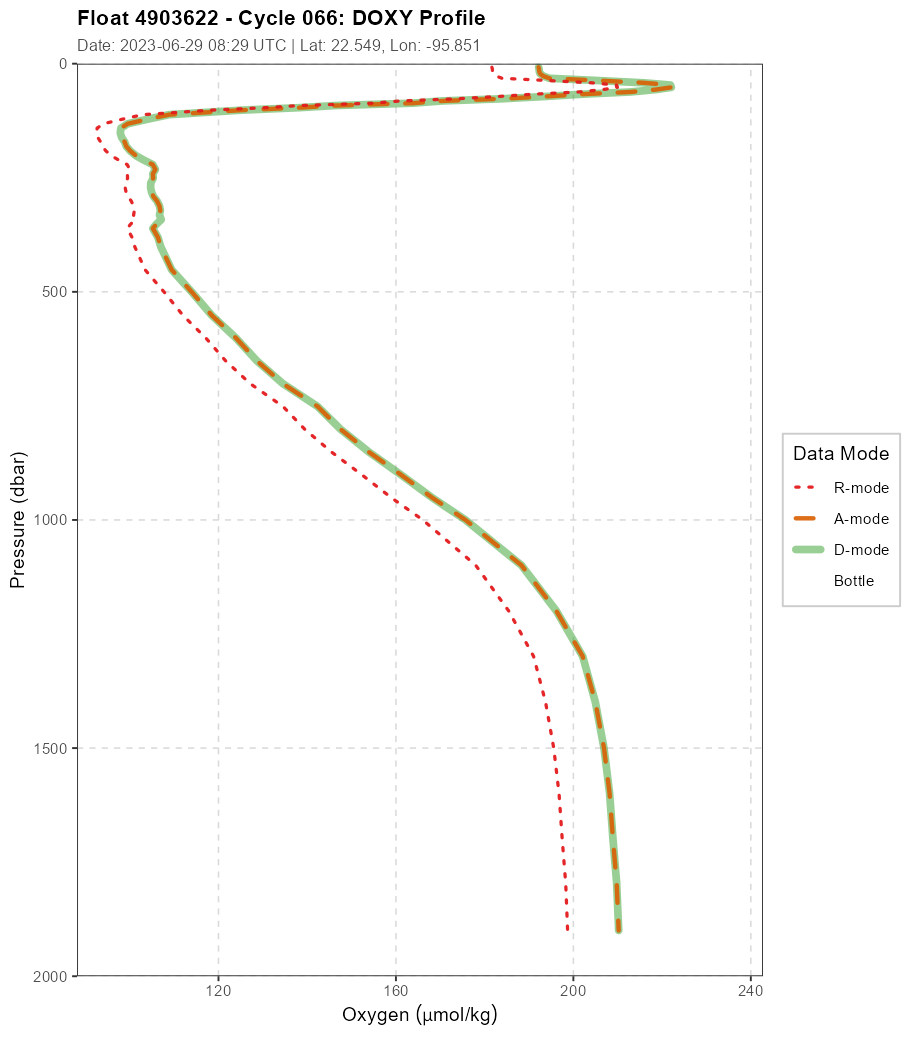 Float 4903622 - Cycle 066: DOXY Profile
Date: 2023-06-29 08:29 UTC | Lat: 22.549, Lon: -95.851
0
500
1000
1500
2000
Pressure (dbar)
120
160
200
240
Oxygen (μmol/kg)
Data Mode
R-mode
A-mode
D-mode
Bottle